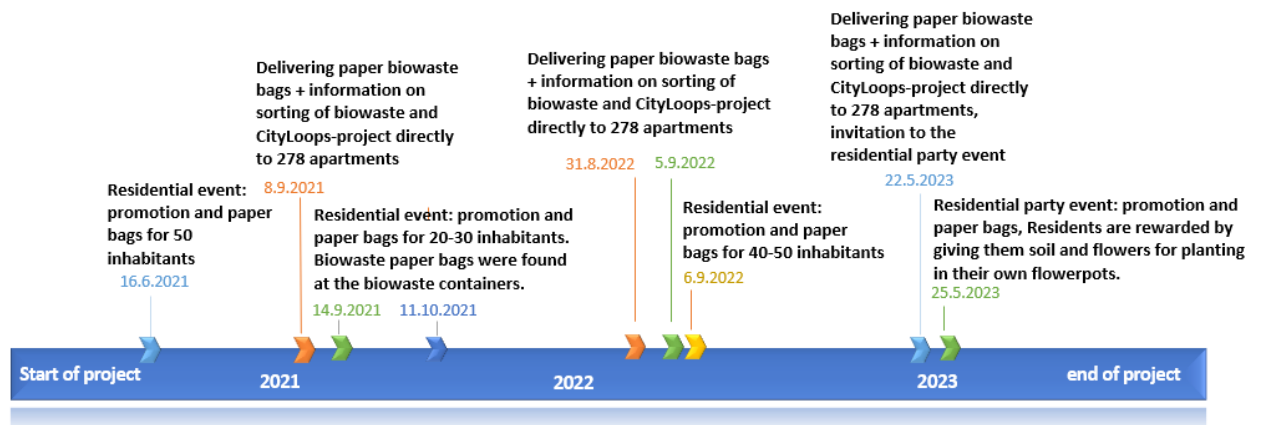 Residential event:
promotion and paper
bags for 50
inhabitants
16.6.2021
Delivering paper biowaste
bags + information on
sorting of biowaste and
CityLoops-project directly
to 278 apartments
8.9.2021
Residential event: promotion and
paper bags for 20-30 inhabitants.
Biowaste paper bags were found
at the biowaste containers.
14.9.2021
11.10.2021
Delivering paper biowaste bags
+ information on sorting of
biowaste and CityLoops-project
directly to 278 apartments
31.8.2022
5.9.2022
Residential event:
promotion and paper
bags for 40-50 inhabitants
6.9.2022
Delivering paper biowaste
bags + information on
sorting of biowaste and
CityLoops-project directly
to 278 apartments,
invitation to the
residential party event
22.5.2023
Residential party event: promotion and
paper bags, Residents are rewarded by
giving them soil and flowers for planting
in their own flowerpots.
25.5.2023
Start of project
2021
2022
2023
end of project